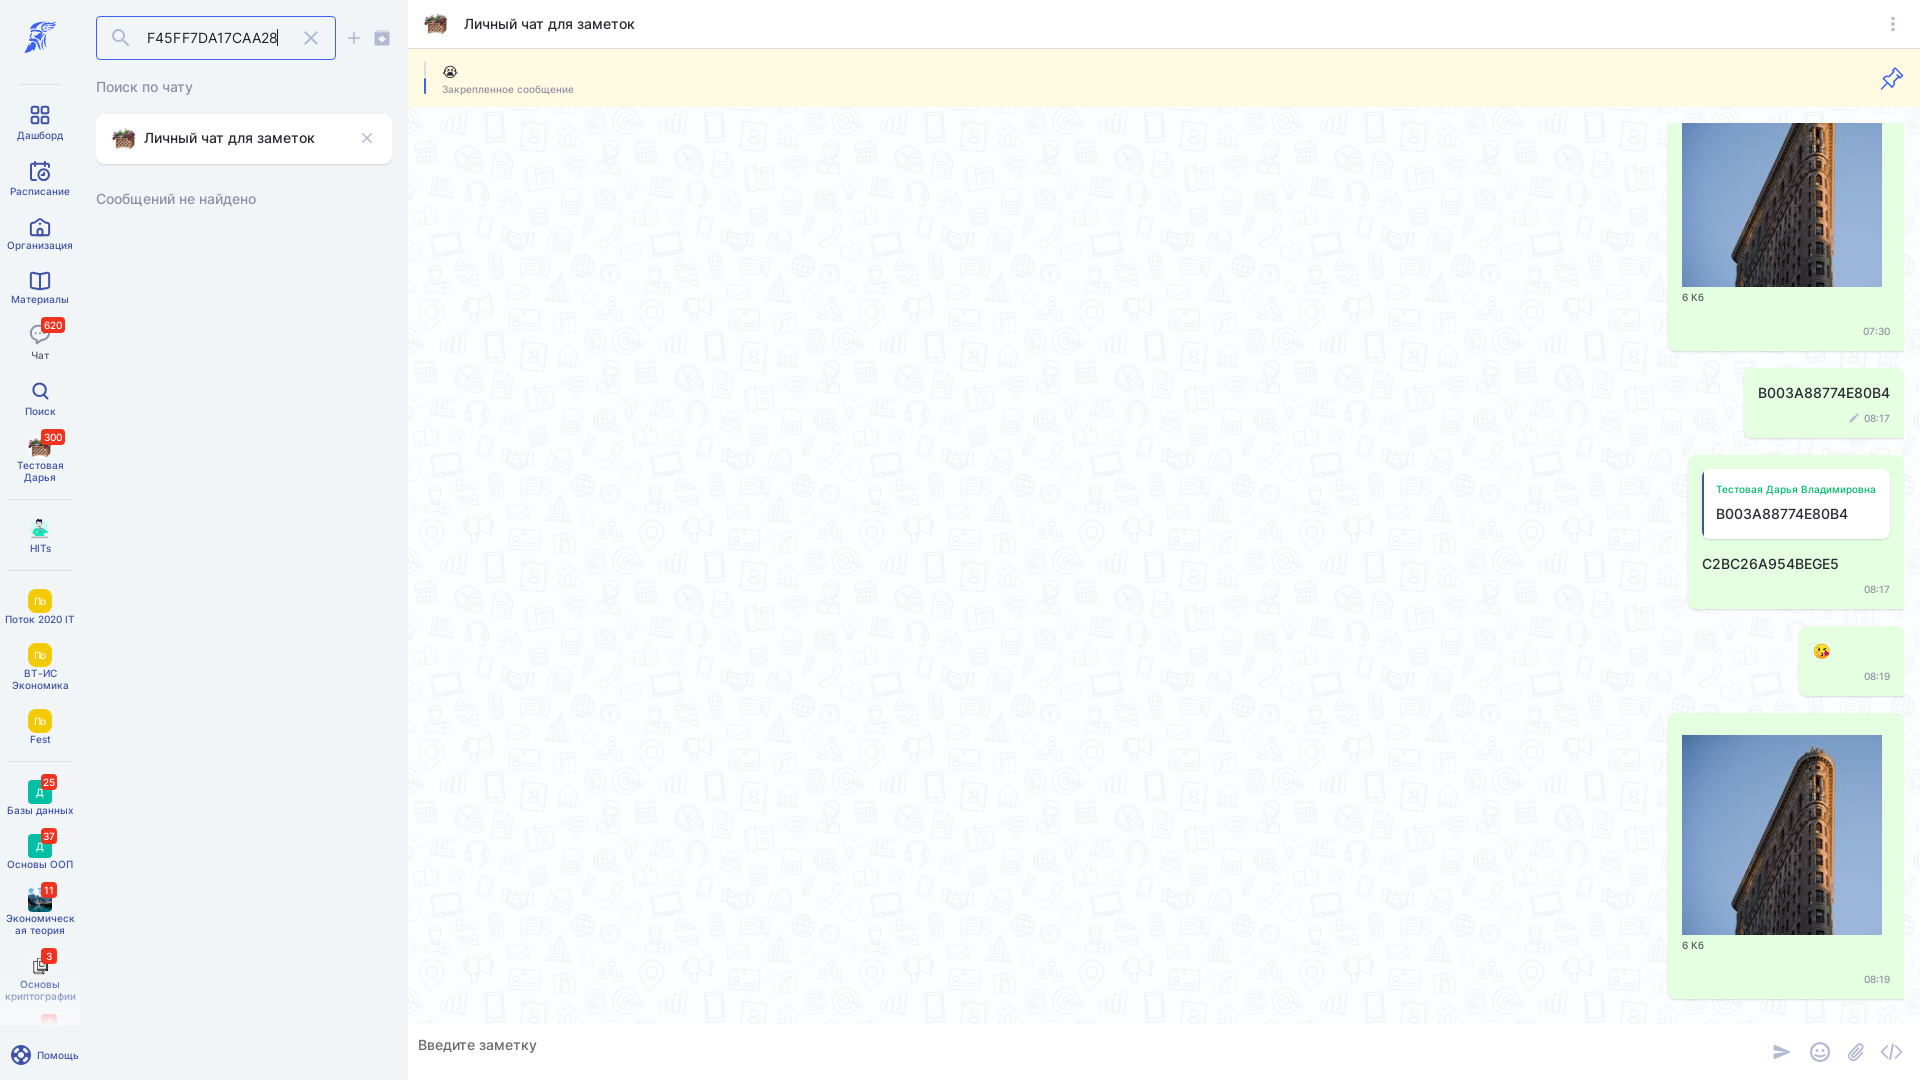 F45FF7DA17CAA28
Поиск по чату
Личный чат для заметок
Сообщений не найдено
Дашборд
Расписание
Организация
Материалы
620
Чат
Поиск
300
Тестовая
Дарья
HITs
По
Поток 2020 IT
По
ВТ-ИС
Экономика
По
Fest
25
Д
Базы данных
37
Д
Основы ООП
11
Экономическ
ая теория
3
Основы
криптографии
Помощь
Личный чат для заметок
Закрепленное сообщение
6 Кб
07:30
B003A88774E80B4
08:17
Тестовая Дарья Владимировна
B003A88774E80B4
C2BC26A954BEGE5
08:17
08:19
6 Кб
08:19
Введите заметку